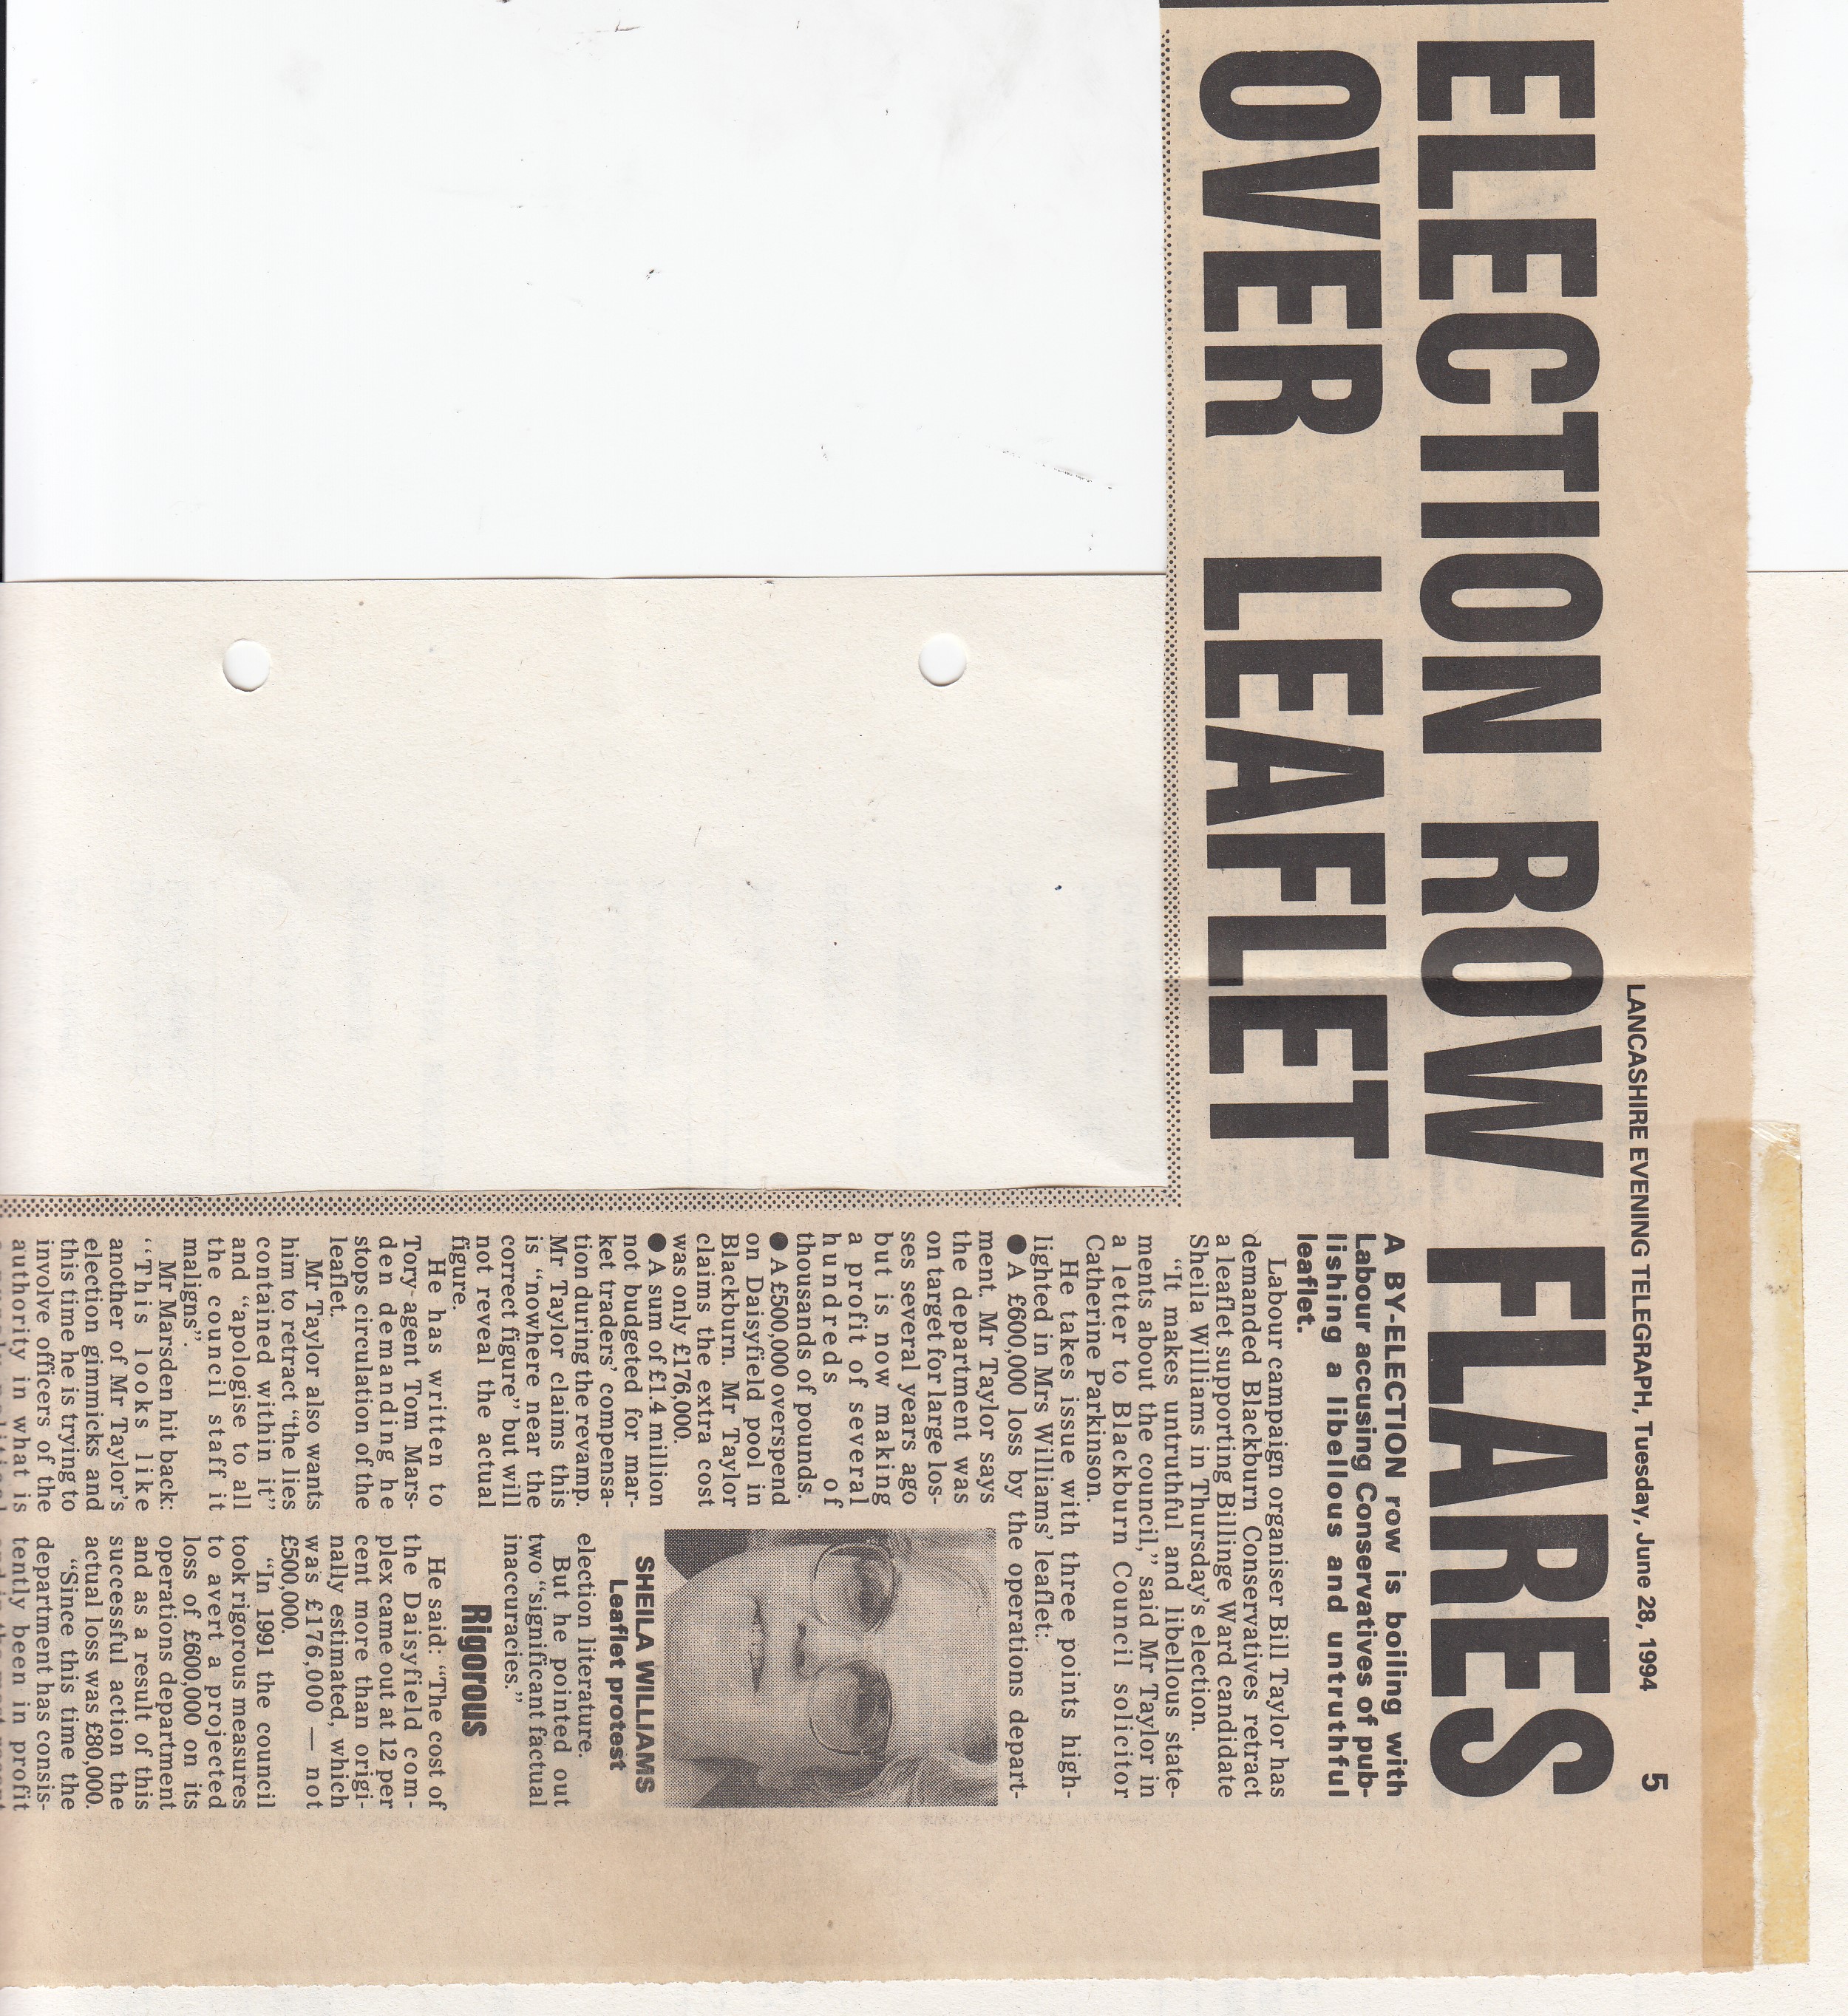 LANCASHIRE EVENING TELEGRAPH, Tuesday, June 28, 1994 5
ELECTION ROW FLARES
OVER LEAFLET
A BY-ELECTION row is boiling with
Labour accusing Conservatives of pub-
lishing a libellous and untruthful
leaflet.
Labour campaign organiser Bill Taylor has
demanded Blackburn Conservatives retract
a leaflet supporting Billinge Ward candidate
Sheila Williams in Thursday's election.
"It makes untruthful and libellous state-
ments about the council," said Mr Taylor in
a letter to Blackburn Council solicitor
Catherine Parkinson.
He takes issue with three points high-
lighted in Mrs Williams' leaflet:
● A £600,000 loss by the operations depart-
ment. Mr Taylor says
the department was
on target for large los-
ses several years ago
but is now making
a profit of several
hundreds of
thousands of pounds.
● A £500,000 overspend
on Daisyfield pool in
Blackburn. Mr Taylor
claims the extra cost
was only £176,000.
● A sum of £1.4 million
not budgeted for mar-
ket traders' compensa-
tion during the revamp.
Mr Taylor claims this
is "nowhere near the
correct figure" but will
not reveal the actual
figure.
He has written to
Tory-agent Tom Mars-
den demanding he
stops circulation of the
leaflet.
Mr Taylor also wants
him to retract "the lies
contained within it"
and "apologise to all
the council staff it
maligns".
Mr Marsden hit back:
"This looks like
another of Mr Taylor's
election gimmicks and
this time he is trying to
involve officers of the
authority in what is
SHEILA WILLIAMS
Leaflet protest
election literature.
But he pointed out
two "significant factual
inaccuracies."
Rigorous
He said: "The cost of
the Daisyfield com-
plex came out at 12 per
cent more than origi-
nally estimated, which
was £176,000 — not
£500,000.
"In 1991 the council
took rigorous measures
to avert a projected
loss of £600,000 on its
operations department
and as a result of this
successful action the
actual loss was £80,000.
"Since this time the
department has consis-
tently been in profit